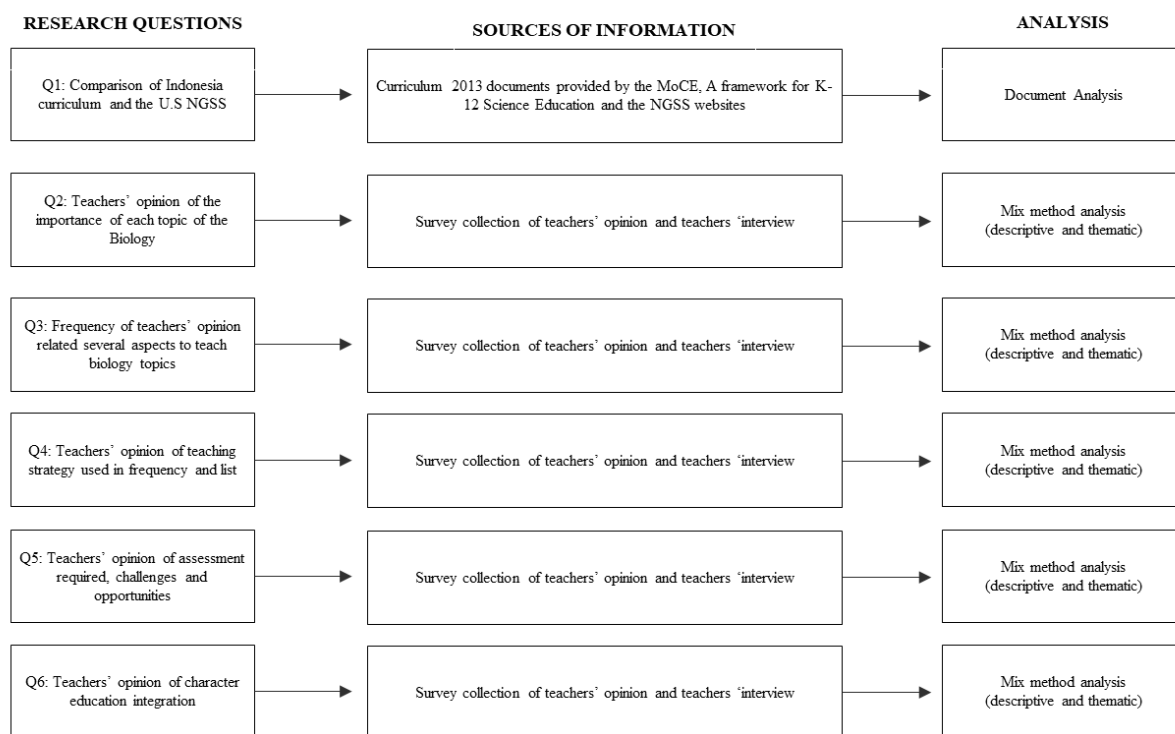 RESEARCH QUESTIONS
SOURCES OF INFORMATION
ANALYSIS
Q1: Comparison of Indonesia
curriculum and the U.S NGSS
Curriculum 2013 documents provided by the MoCE, A framework for K-
12 Science Education and the NGSS websites
Document Analysis
Q2: Teachers’ opinion of the
importance of each topic of the
Biology
Survey collection of teachers’ opinion and teachers ‘interview
Mix method analysis
(descriptive and thematic)
Q3: Frequency of teachers’ opinion
related several aspects to teach
biology topics
Survey collection of teachers’ opinion and teachers ‘interview
Mix method analysis
(descriptive and thematic)
Q4: Teachers’ opinion of teaching
strategy used in frequency and list
Survey collection of teachers’ opinion and teachers ‘interview
Mix method analysis
(descriptive and thematic)
Q5: Teachers’ opinion of assessment
required, challenges and
opportunities
Survey collection of teachers’ opinion and teachers ‘interview
Mix method analysis
(descriptive and thematic)
Q6: Teachers’ opinion of character
education integration
Survey collection of teachers’ opinion and teachers ‘interview
Mix method analysis
(descriptive and thematic)